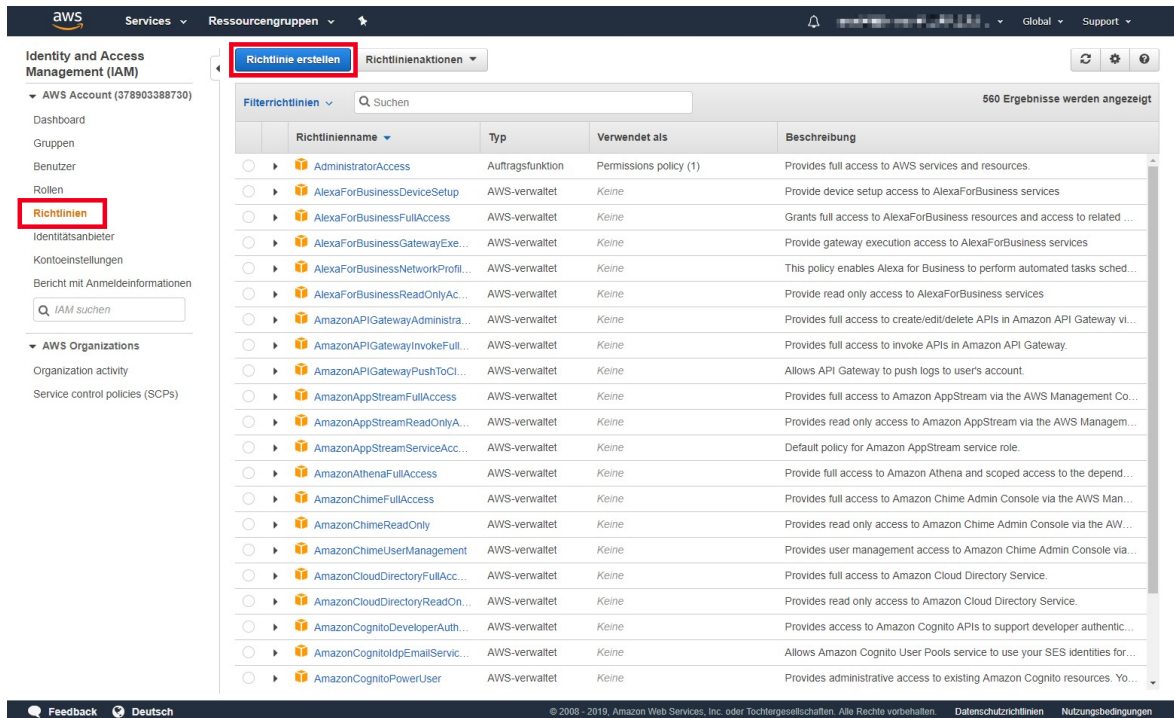 aws Services Ressourcengruppen Global Support
Identity and Access
Management (IAM)
AWS Account (378903388730)
Dashboard
Gruppen
Benutzer
Rollen
Richtlinien
Identitätsanbieter
Kontoeinstellungen
Bericht mit Anmeldeinformationen
IAM suchen
AWS Organizations
Organization activity
Service control policies (SCPs)
Richtlinie erstellen Richtlinienaktionen
Filterrichtlinien Suchen 560 Ergebnisse werden angezeigt
Richtlinienname Typ Verwendet als Beschreibung
AdministratorAccess Auftragsfunktion Permissions policy (1) Provides full access to AWS services and resources.
AlexaForBusinessDeviceSetup AWS-verwaltet Keine Provide device setup access to AlexaForBusiness services
AlexaForBusinessFullAccess AWS-verwaltet Keine Grants full access to AlexaForBusiness resources and access to related ...
AlexaForBusinessGatewayExe... AWS-verwaltet Keine Provide gateway execution access to AlexaForBusiness services
AlexaForBusinessNetworkProfil... AWS-verwaltet Keine This policy enables Alexa for Business to perform automated tasks sched...
AlexaForBusinessReadOnlyAc... AWS-verwaltet Keine Provide read only access to AlexaForBusiness services
AmazonAPIGatewayAdministra... AWS-verwaltet Keine Provides full access to create/edit/delete APIs in Amazon API Gateway vi...
AmazonAPIGatewayInvokeFull... AWS-verwaltet Keine Provides full access to invoke APIs in Amazon API Gateway.
AmazonAPIGatewayPushToCl... AWS-verwaltet Keine Allows API Gateway to push logs to user's account.
AmazonAppStreamFullAccess AWS-verwaltet Keine Provides full access to Amazon AppStream via the AWS Management Co...
AmazonAppStreamReadOnlyA... AWS-verwaltet Keine Provides read only access to Amazon AppStream via the AWS Managem...
AmazonAppStreamServiceAcc... AWS-verwaltet Keine Default policy for Amazon AppStream service role.
AmazonAthenaFullAccess AWS-verwaltet Keine Provide full access to Amazon Athena and scoped access to the depend...
AmazonChimeFullAccess AWS-verwaltet Keine Provides full access to Amazon Chime Admin Console via the AWS Man...
AmazonChimeReadOnly AWS-verwaltet Keine Provides read only access to Amazon Chime Admin Console via the AW...
AmazonChimeUserManagement AWS-verwaltet Keine Provides user management access to Amazon Chime Admin Console via...
AmazonCloudDirectoryFullAcc... AWS-verwaltet Keine Provides full access to Amazon Cloud Directory Service.
AmazonCloudDirectoryReadOn... AWS-verwaltet Keine Provides read only access to Amazon Cloud Directory Service.
AmazonCognitoDeveloperAuth... AWS-verwaltet Keine Provides access to Amazon Cognito APIs to support developer authentic...
AmazonCognitoIdpEmailServic... AWS-verwaltet Keine Allows Amazon Cognito User Pools service to use your SES identities for...
AmazonCognitoPowerUser AWS-verwaltet Keine Provides administrative access to existing Amazon Cognito resources. Yo...
Feedback Deutsch © 2008 - 2019, Amazon Web Services, Inc. oder Tochtergesellschaften. Alle Rechte vorbehalten. Datenschutzrichtlinien Nutzungsbedingungen